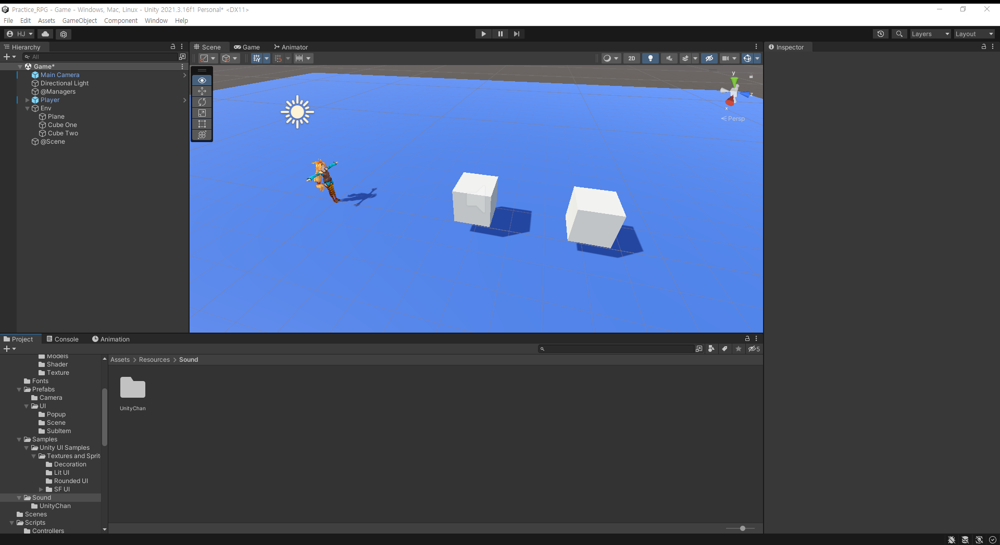 Practice_RPG - Game - Windows, Mac, Linux - Unity 2021.3.16f1 Personal* <DX11>
File Edit Assets GameObject Component Window Help
HJ
Layers Layout
Hierarchy
All
Game*
Main Camera
Directional Light
@Managers
Player
Env
Plane
Cube One
Cube Two
@Scene
Scene Game Animator
2D
y
z
x
Persp
Inspector
Project Console Animation
5
Models
Shader
Texture
Fonts
Prefabs
Camera
UI
Popup
Scene
SubItem
Samples
Unity UI Samples
Textures and Sprit
Decoration
Lit UI
Rounded UI
SF UI
Sound
UnityChan
Scenes
Scripts
Controllers
Assets > Resources > Sound
UnityChan